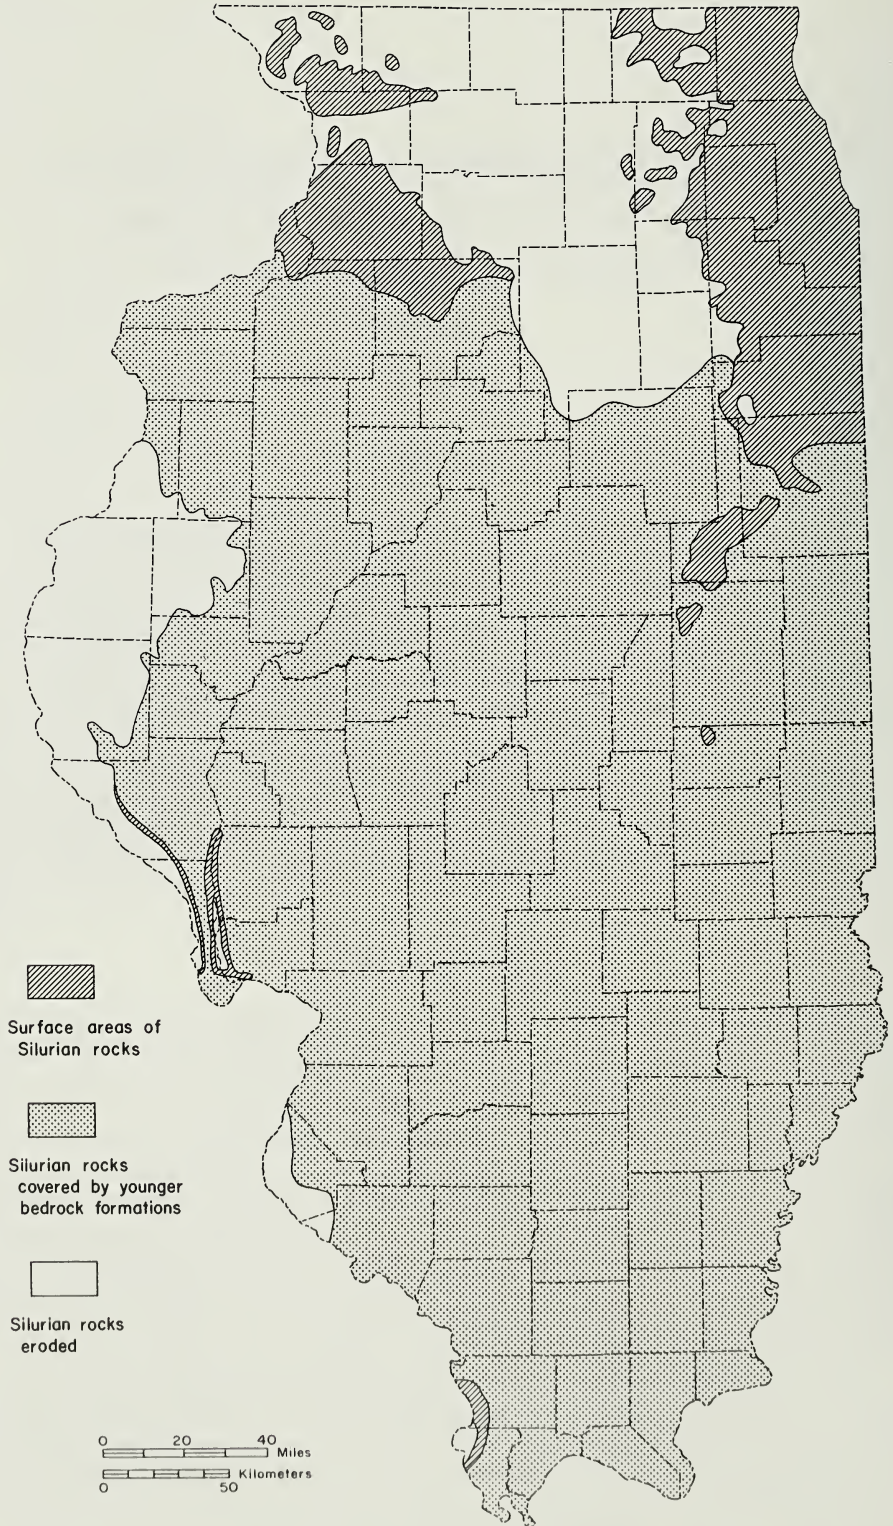 Surface areas of
Silurian rocks
Silurian rocks
covered by younger
bedrock formations
Silurian rocks
eroded
0 20 40
Miles
Kilometers
0 50